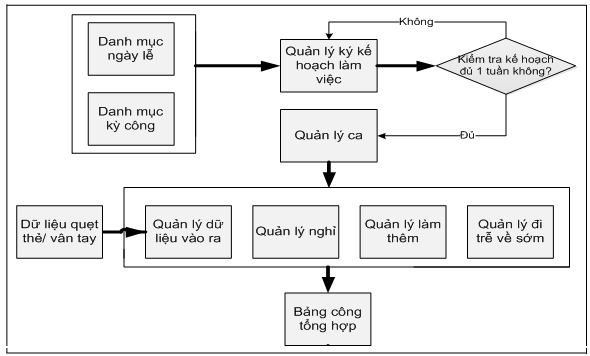 Không
Danh mục
ngày lễ
Quản lý ký kế
hoạch làm
việc
Kiểm tra kế hoạch
đủ 1 tuần không?
Danh mục
kỳ công
Quản lý ca
Đủ
Dữ liệu quẹt
thẻ/ vân tay
Quản lý dữ
liệu vào ra
Quản lý nghỉ
Quản lý làm
thêm
Quản lý đi
trễ về sớm
Bảng công
tổng hợp